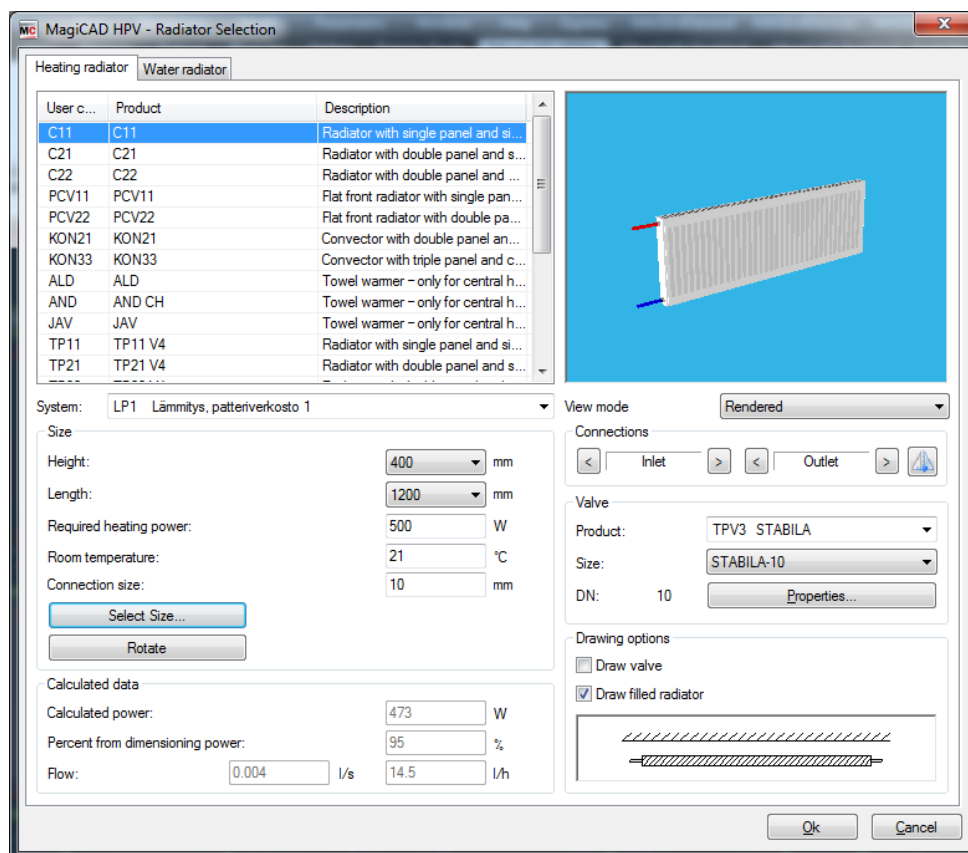 MC MagiCAD HPV - Radiator Selection
Heating radiator Water radiator
User c... Product Description
C11 C11 Radiator with single panel and si...
C21 C21 Radiator with double panel and s...
C22 C22 Radiator with double panel and ...
PCV11 PCV11 Flat front radiator with single pan...
PCV22 PCV22 Flat front radiator with double pa...
KON21 KON21 Convector with double panel an...
KON33 KON33 Convector with triple panel and c...
ALD ALD Towel warmer – only for central h...
AND AND CH Towel warmer – only for central h...
JAV JAV Towel warmer – only for central h...
TP11 TP11 V4 Radiator with single panel and si...
TP21 TP21 V4 Radiator with double panel and s...
System: LP1 Lämmitys, patteriverkosto 1
View mode Rendered
Size
Height: 400 mm
Length: 1200 mm
Required heating power: 500 W
Room temperature: 21 °C
Connection size: 10 mm
Select Size...
Rotate
Calculated data
Calculated power: 473 W
Percent from dimensioning power: 95 %
Flow: 0.004 l/s 14.5 l/h
Connections
< Inlet > < Outlet >
Valve
Product: TPV3 STABILA
Size: STABILA-10
DN: 10 Properties...
Drawing options
Draw valve
Draw filled radiator
Ok Cancel